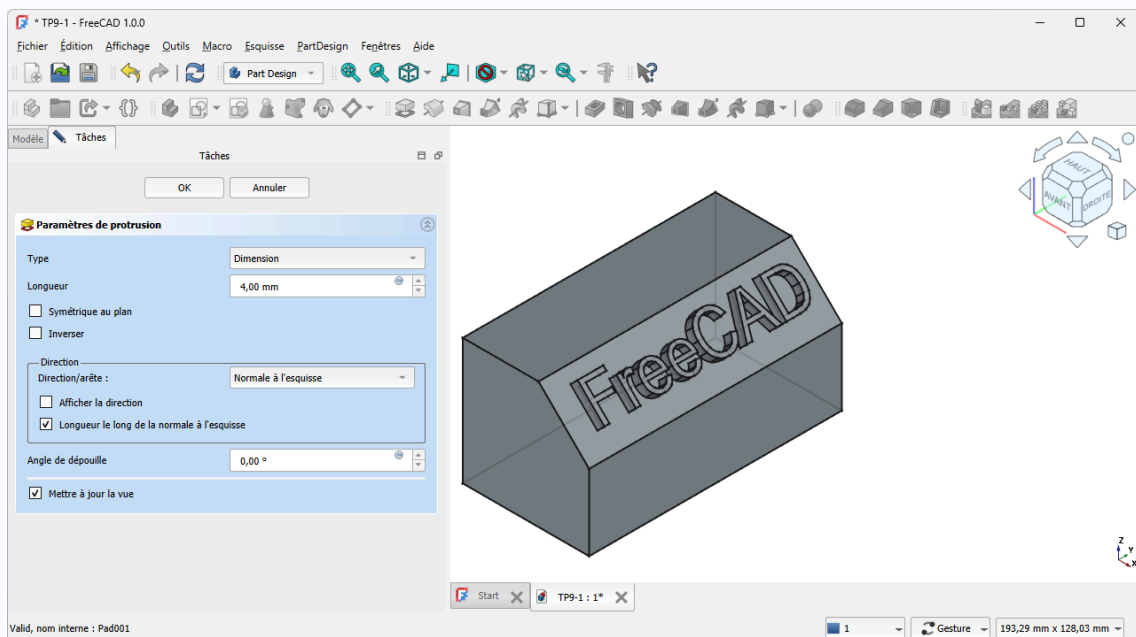 * TP9-1 - FreeCAD 1.0.0
Fichier Édition Affichage Outils Macro Esquisse PartDesign Fenêtres Aide
Part Design
Modèle Tâches
Tâches
OK Annuler
Paramètres de protrusion
Type Dimension
Longueur 4,00 mm
Symétrique au plan
Inverser
Direction
Direction/arête : Normale à l'esquisse
Afficher la direction
Longueur le long de la normale à l'esquisse
Angle de dépouille 0,00 °
Mettre à jour la vue
HAUT
AVANT DROITE
FreeCAD
Z
Y
X
Start TP9-1 : 1*
Valid, nom interne : Pad001 1 Gesture 193,29 mm x 128,03 mm